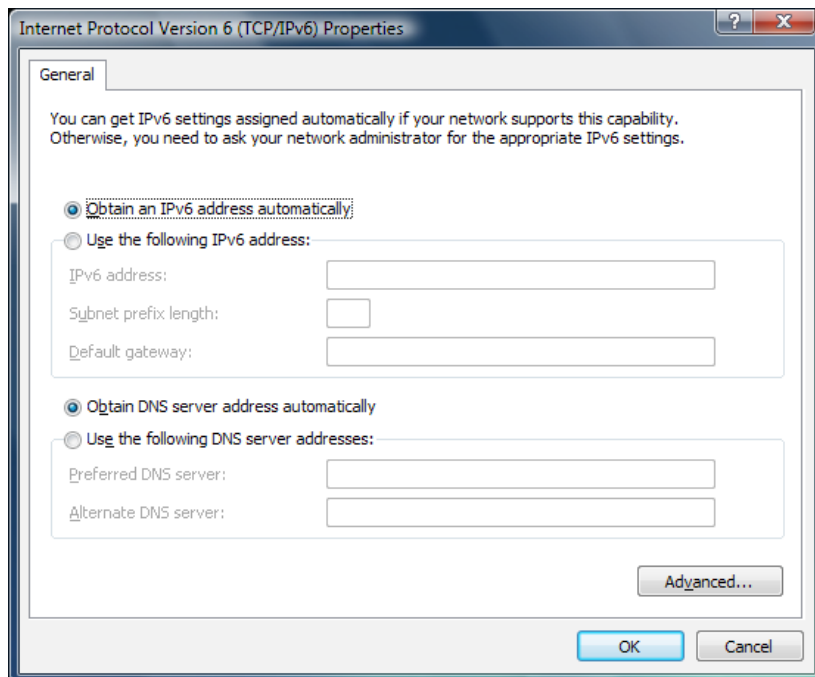 Internet Protocol Version 6 (TCP/IPv6) Properties
?
General
You can get IPv6 settings assigned automatically if your network supports this capability.
Otherwise, you need to ask your network administrator for the appropriate IPv6 settings.
Obtain an IPv6 address automatically
Use the following IPv6 address:
IPv6 address:
Subnet prefix length:
Default gateway:
Obtain DNS server address automatically
Use the following DNS server addresses:
Preferred DNS server:
Alternate DNS server:
Advanced...
OK Cancel